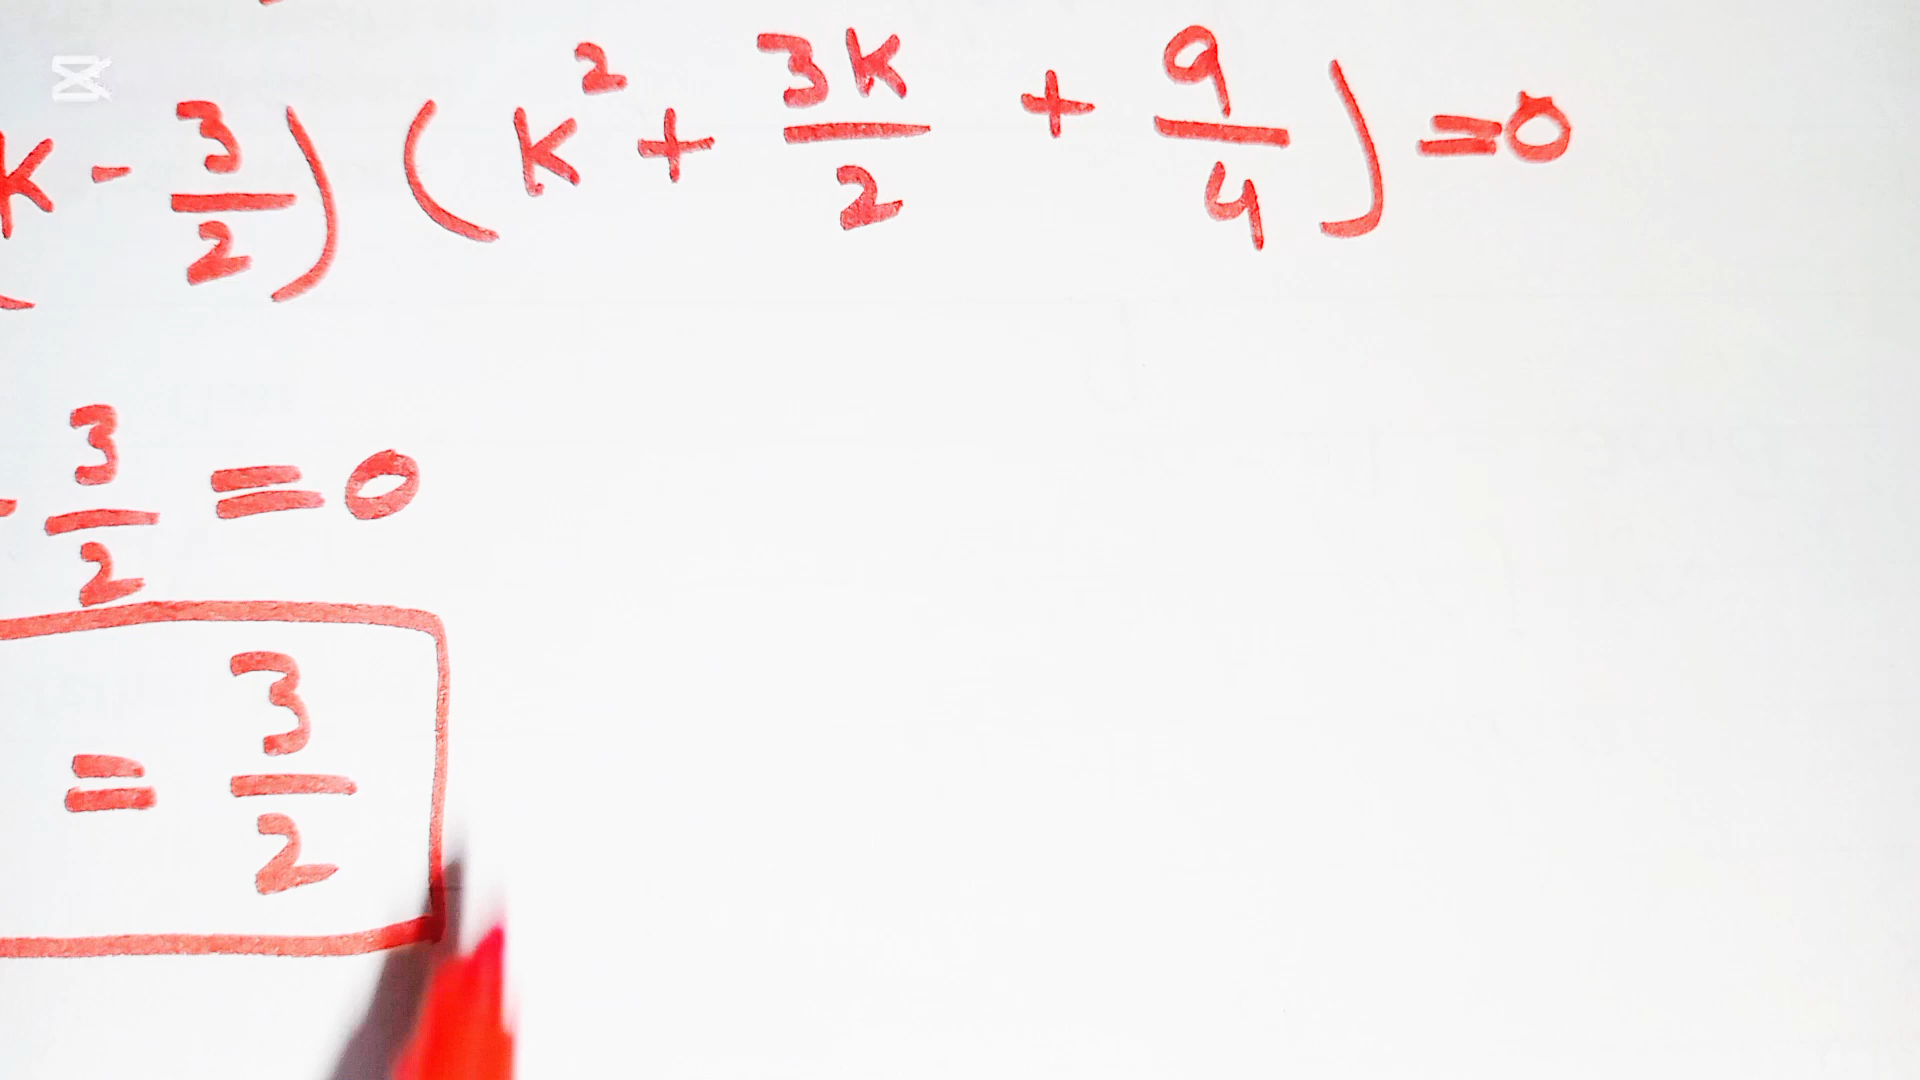 k - 3/2) (k² + 3k/2 + 9/4) = 0
- 3/2 = 0
= 3/2